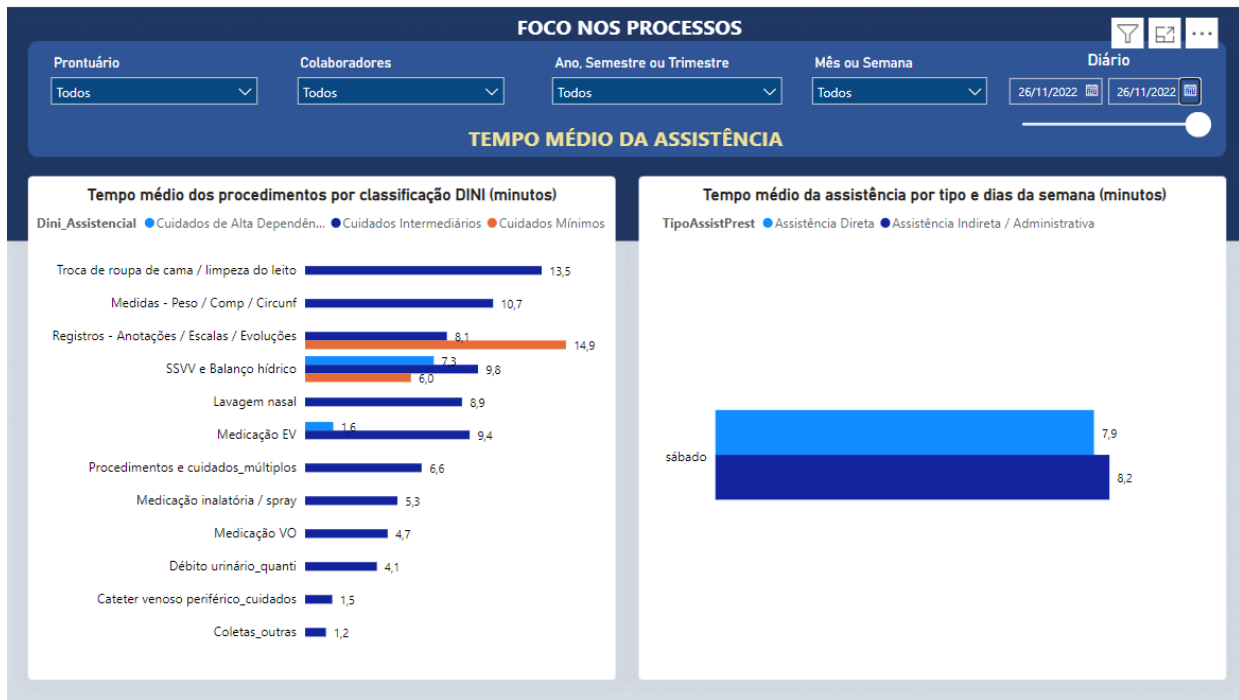 FOCO NOS PROCESSOS
Prontuário
Colaboradores
Ano, Semestre ou Trimestre
Mês ou Semana
Diário
Todos
Todos
Todos
Todos
26/11/2022
26/11/2022
TEMPO MÉDIO DA ASSISTÊNCIA
Tempo médio dos procedimentos por classificação DINI (minutos)
Dini_Assistencial Cuidados de Alta Dependên... Cuidados Intermediários Cuidados Mínimos
Troca de roupa de cama / limpeza do leito 13,5
Medidas - Peso / Comp / Circunf 10,7
Registros - Anotações / Escalas / Evoluções 8,1
14,9
7,3
SSVV e Balanço hídrico 9,8
6,0
Lavagem nasal 8,9
1,6
Medicação EV 9,4
Procedimentos e cuidados_múltiplos 6,6
Medicação inalatória / spray 5,3
Medicação VO 4,7
Débito urinário_quanti 4,1
Cateter venoso periférico_cuidados 1,5
Coletas_outras 1,2
Tempo médio da assistência por tipo e dias da semana (minutos)
TipoAssistPrest Assistência Direta Assistência Indireta / Administrativa
7,9
sábado
8,2